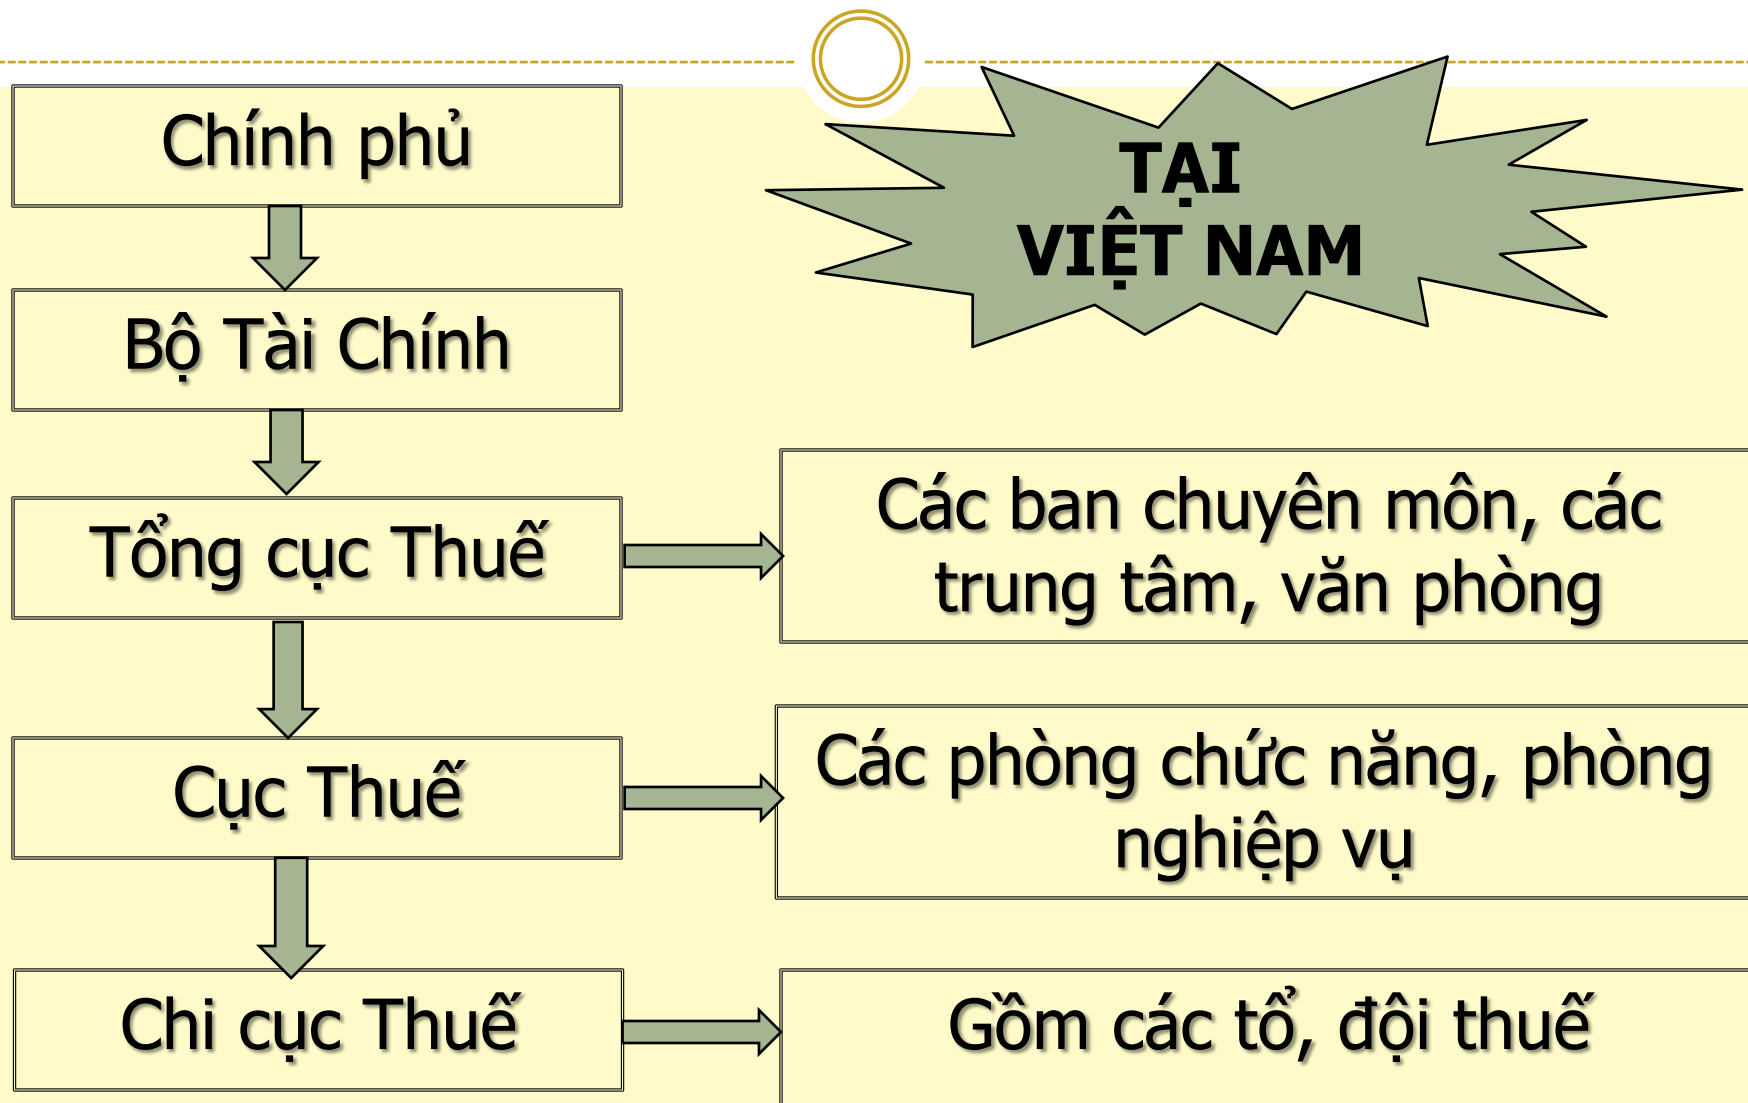 Chính phủ
TẠI
VIỆT NAM
Bộ Tài Chính
Tổng cục Thuế
Các ban chuyên môn, các
trung tâm, văn phòng
Cục Thuế
Các phòng chức năng, phòng
nghiệp vụ
Chi cục Thuế
Gồm các tổ, đội thuế